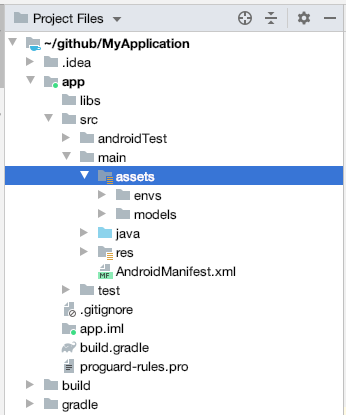 Project Files
~/github/MyApplication
.idea
app
libs
src
androidTest
main
assets
envs
models
java
res
MF AndroidManifest.xml
test
.gitignore
app.iml
build.gradle
proguard-rules.pro
build
gradle